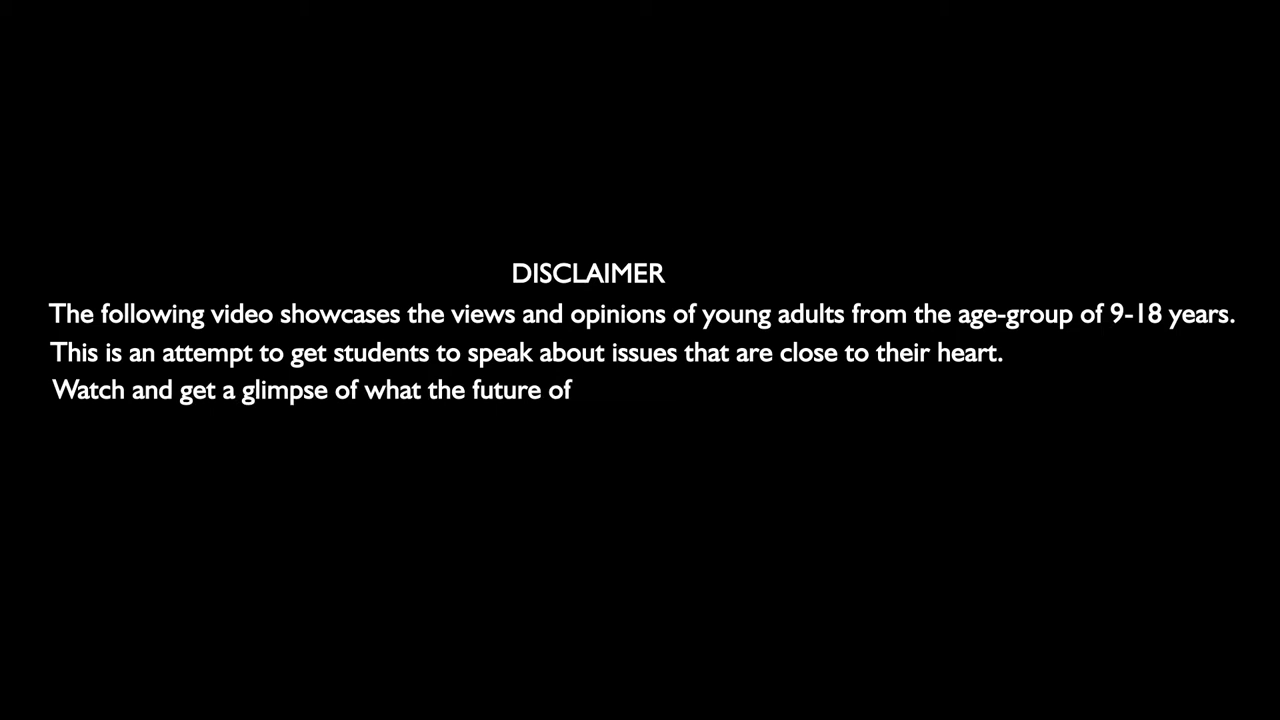 DISCLAIMER
The following video showcases the views and opinions of young adults from the age-group of 9-18 years.
This is an attempt to get students to speak about issues that are close to their heart.
Watch and get a glimpse of what the future of